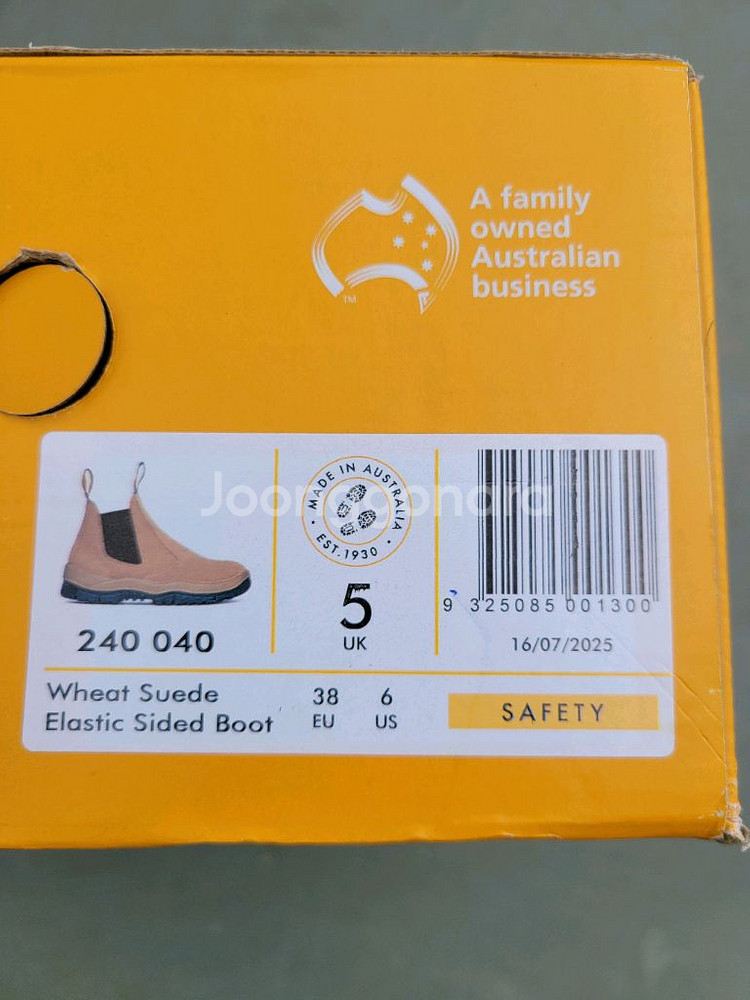 A family
owned
Australian
business
TM
Joonggonara
MADE IN AUSTRALIA
EST. 1930
5
UK
9 325085 001300
240 040
16/07/2025
Wheat Suede
Elastic Sided Boot
38 6
EU US
SAFETY